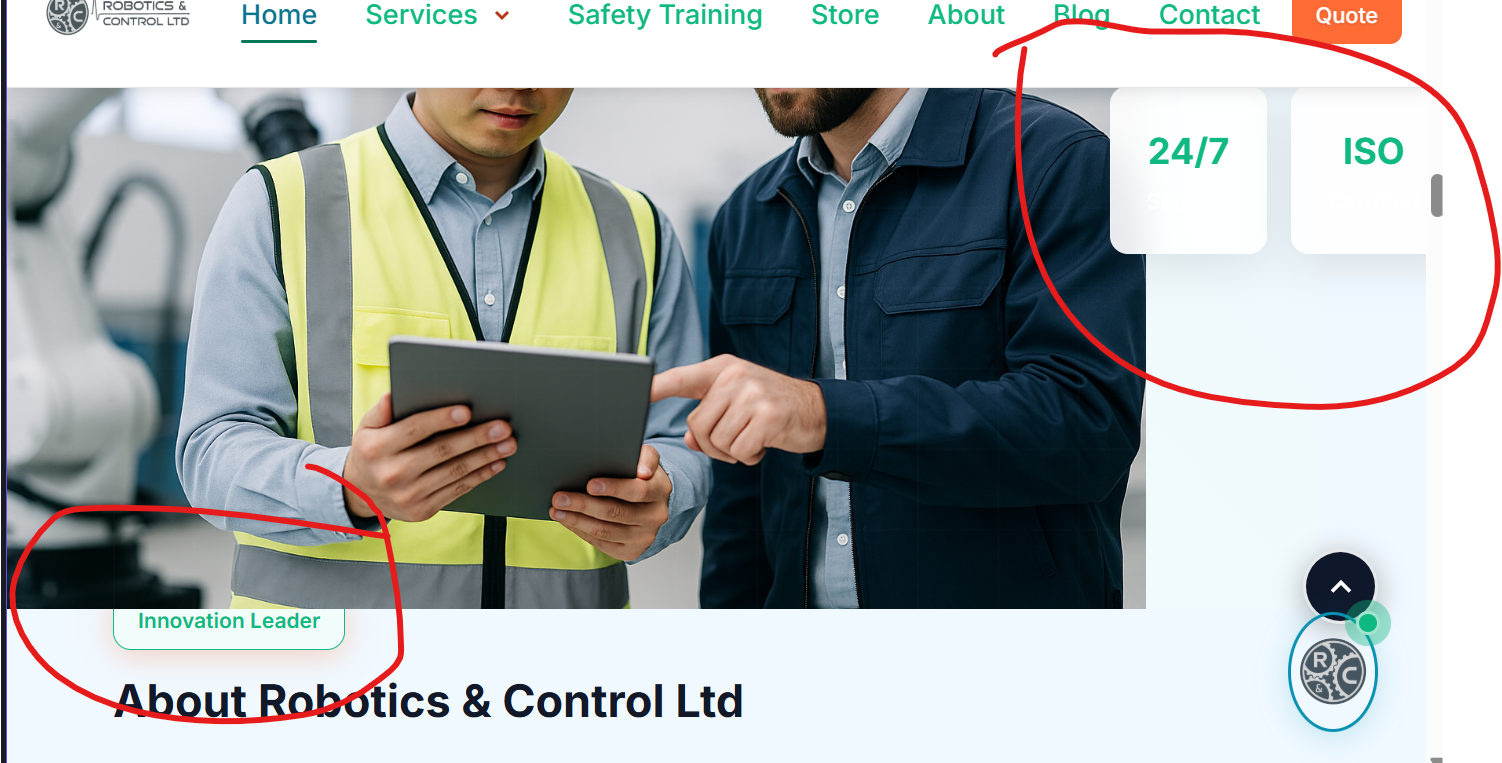 ROBOTICS &
CONTROL LTD
Home Services Safety Training Store About Blog Contact Quote
24/7 ISO
Innovation Leader
About Robotics & Control Ltd
R & C